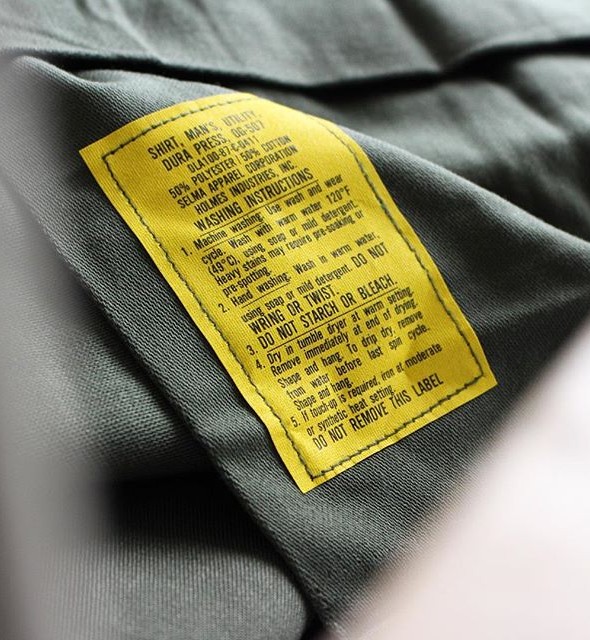 SHIRT, MAN'S, UTILITY,
DURA PRESS OG-507
50% POLYESTER/50% COTTON
SELMA APPAREL CORPORATION
HOLMES INDUSTRIES, INC.
WASHING INSTRUCTIONS
1. Machine washing: Use wash and wear
cycle. Wash with warm water 120°F
(49°C), using soap or mild detergent.
Heavy stains may require pre-soaking or
pre-spotting.
2. Hand washing: Wash in warm water,
using soap or mild detergent. DO NOT
WRING OR TWIST.
3. DO NOT STARCH OR BLEACH.
4. Dry in tumble dryer at warm setting.
Remove immediately at end of drying.
Shape and hang. To drip dry, remove
from water before last spin cycle.
Shape and hang.
5. If touch-up is required, iron at moderate
or synthetic heat setting.
DO NOT REMOVE THIS LABEL